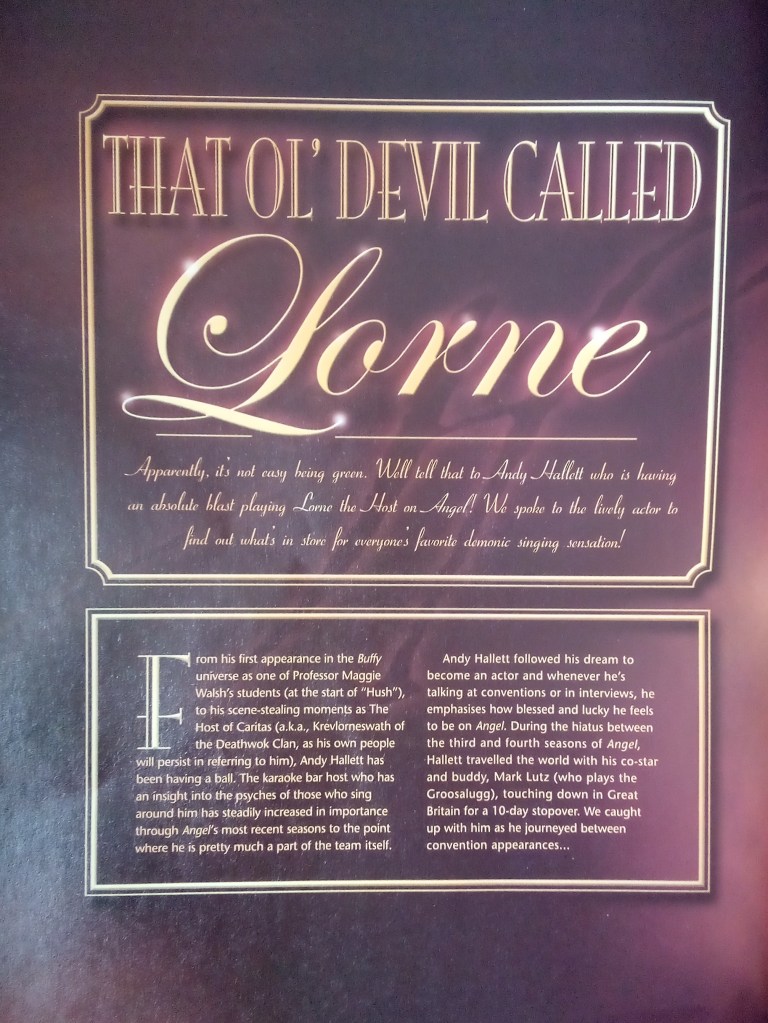 THAT OL' DEVIL CALLED
Lorne
Apparently, it's not easy being green. Well tell that to Andy Hallett who is having
an absolute blast playing Lorne the Host on Angel! We spoke to the lively actor to
find out what's in store for everyone's favorite demonic singing sensation!
From his first appearance in the Buffy
universe as one of Professor Maggie
Walsh's students (at the start of “Hush”),
to his scene-stealing moments as The
Host of Caritas (a.k.a., Krevlorneswath of
the Deathwok Clan, as his own people
will persist in referring to him), Andy Hallett has
been having a ball. The karaoke bar host who has
an insight into the psyches of those who sing
around him has steadily increased in importance
through Angel's most recent seasons to the point
where he is pretty much a part of the team itself.
Andy Hallett followed his dream to
become an actor and whenever he's
talking at conventions or in interviews, he
emphasises how blessed and lucky he feels
to be on Angel. During the hiatus between
the third and fourth seasons of Angel,
Hallett travelled the world with his co-star
and buddy, Mark Lutz (who plays the
Groosalugg), touching down in Great
Britain for a 10-day stopover. We caught
up with him as he journeyed between
convention appearances...